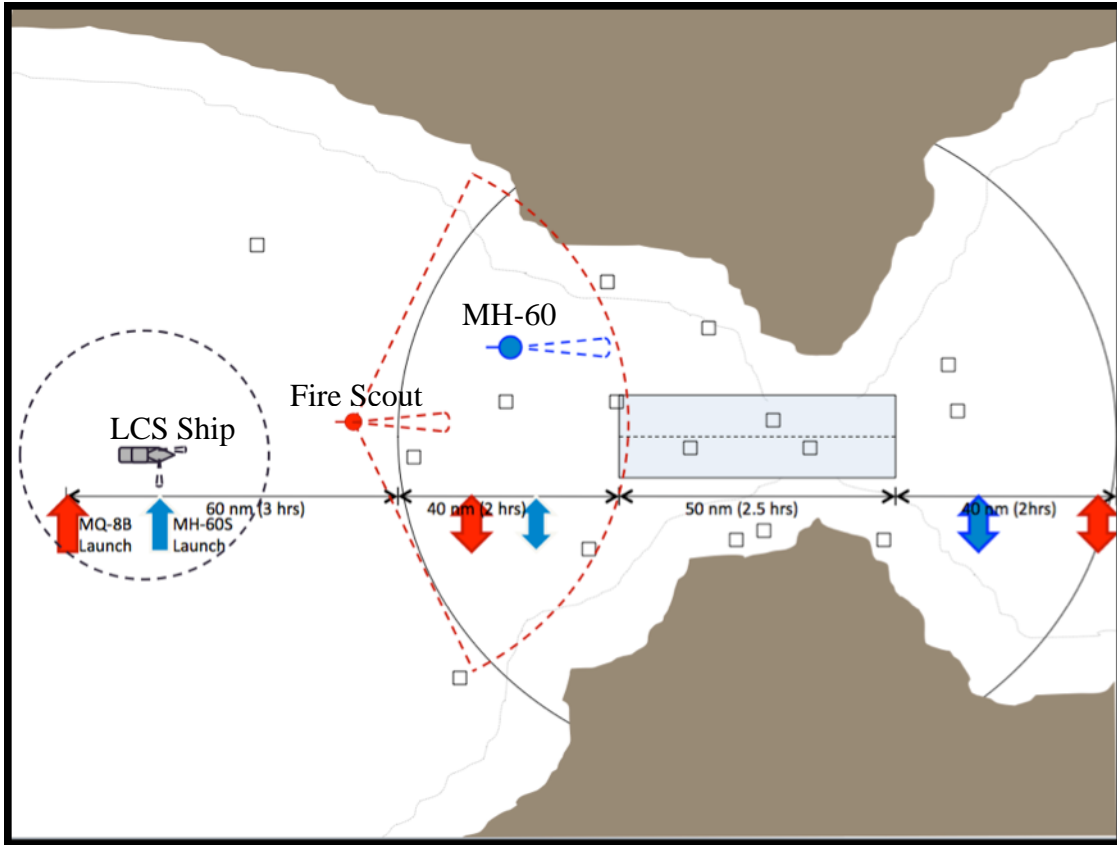 MH-60
Fire Scout
LCS Ship
60 nm (3 hrs)
40 nm (2 hrs)
50 nm (2.5 hrs)
40 nm (2hrs)
MQ-8B
Launch
MH-60S
Launch